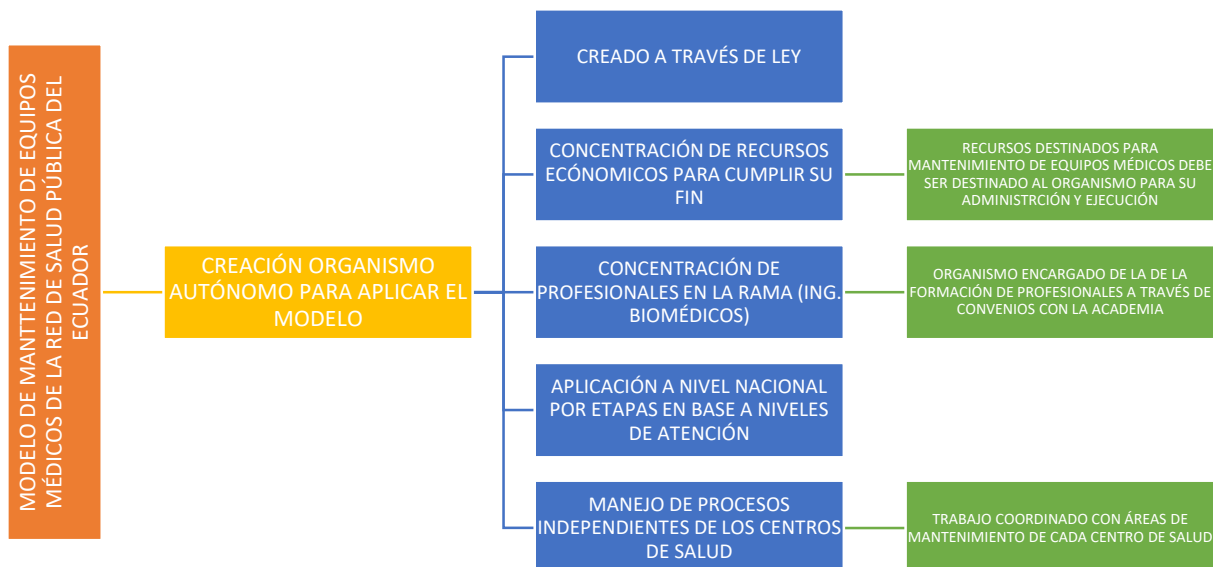 MODELO DE MANTTENIMIENTO DE EQUIPOS
MÉDICOS DE LA RED DE SALUD PÚBLICA DEL
ECUADOR
CREACIÓN ORGANISMO
AUTÓNOMO PARA APLICAR EL
MODELO
CREADO A TRAVÉS DE LEY
CONCENTRACIÓN DE RECURSOS
ECÓNOMICOS PARA CUMPLIR SU
FIN
RECURSOS DESTINADOS PARA
MANTENIMIENTO DE EQUIPOS MÉDICOS DEBE
SER DESTINADO AL ORGANISMO PARA SU
ADMINISTRCIÓN Y EJECUCIÓN
CONCENTRACIÓN DE
PROFESIONALES EN LA RAMA (ING.
BIOMÉDICOS)
ORGANISMO ENCARGADO DE LA DE LA
FORMACIÓN DE PROFESIONALES A TRAVÉS DE
CONVENIOS CON LA ACADEMIA
APLICACIÓN A NIVEL NACIONAL
POR ETAPAS EN BASE A NIVELES
DE ATENCIÓN
MANEJO DE PROCESOS
INDEPENDIENTES DE LOS CENTROS
DE SALUD
TRABAJO COORDINADO CON ÁREAS DE
MANTENIMIENTO DE CADA CENTRO DE SALUD